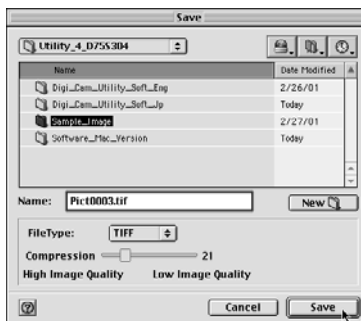 Save
Utility_4_D75S304
Name Date Modified
Digi_Cam_Utility_Soft_Eng 2/26/01
Digi_Cam_Utility_Soft_Jp Today
Sample_Image 2/27/01
Software_Mac_Version Today
Name: Pict0003.tif New
FileType: TIFF
Compression 21
High Image Quality Low Image Quality
? Cancel Save